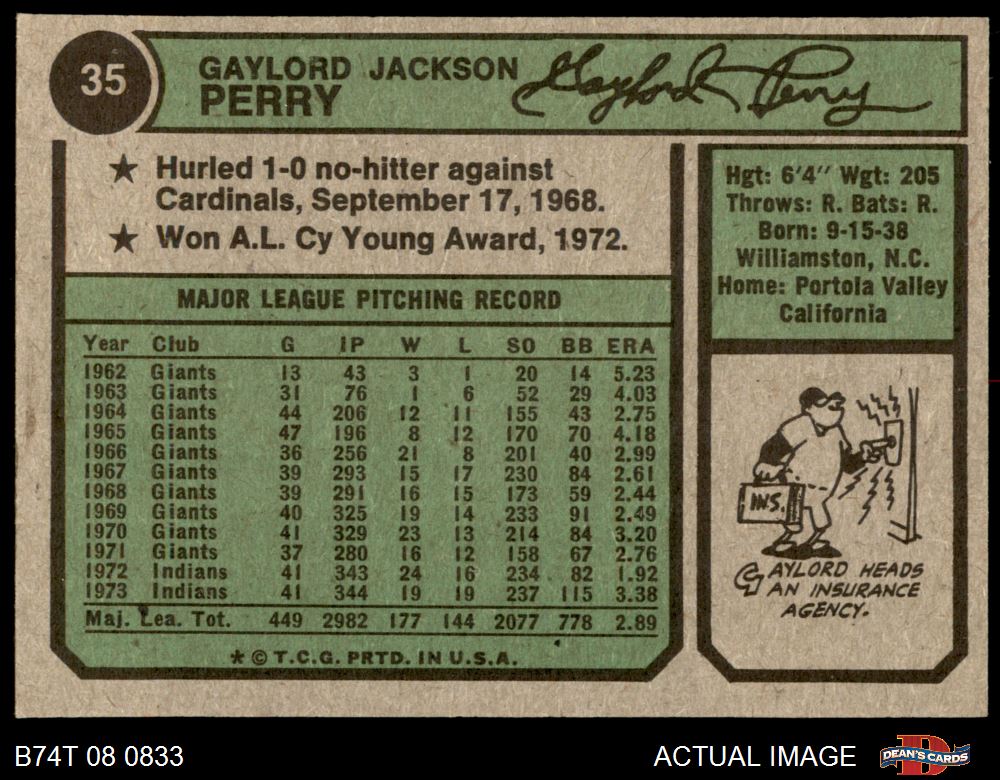 35
GAYLORD JACKSON
PERRY
Gaylord Perry
★ Hurled 1-0 no-hitter against
Cardinals, September 17, 1968.
★ Won A.L. Cy Young Award, 1972.
Hgt: 6'4" Wgt: 205
Throws: R. Bats: R.
Born: 9-15-38
Williamston, N.C.
Home: Portola Valley
California
MAJOR LEAGUE PITCHING RECORD
Year Club G IP W L SO BB ERA
1962 Giants 13 43 3 1 20 14 5.23
1963 Giants 31 76 1 6 52 29 4.03
1964 Giants 44 206 12 11 155 43 2.75
1965 Giants 47 196 8 12 170 70 4.18
1966 Giants 36 256 21 8 201 40 2.99
1967 Giants 39 293 15 17 230 84 2.61
1968 Giants 39 291 16 15 173 59 2.44
1969 Giants 40 325 19 14 233 91 2.49
1970 Giants 41 329 23 13 214 84 3.20
1971 Giants 37 280 16 12 158 67 2.76
1972 Indians 41 343 24 16 234 82 1.92
1973 Indians 41 344 19 19 237 115 3.38
Maj. Lea. Tot. 449 2982 177 144 2077 778 2.89
* © T.C.G. PRTD. IN U.S.A.
INS.
GAYLORD HEADS
AN INSURANCE
AGENCY.
B74T 08 0833
ACTUAL IMAGE
DEAN'S CARDS